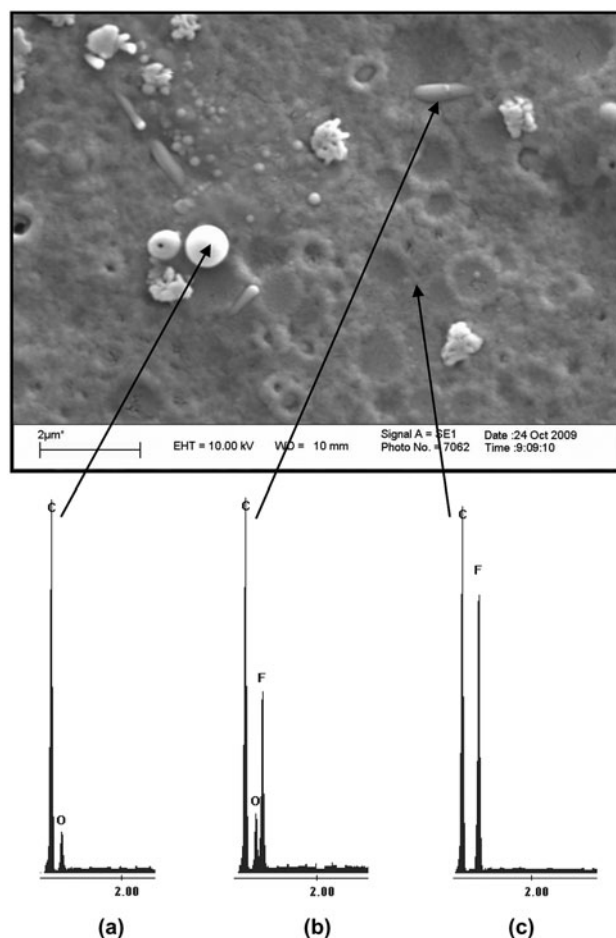 2µm*
EHT = 10.00 kV
WD = 10 mm
Signal A = SE1
Photo No. = 7062
Date :24 Oct 2009
Time :9:09:10
C
O
2.00
C
O
F
2.00
C
F
2.00
(a)
(b)
(c)